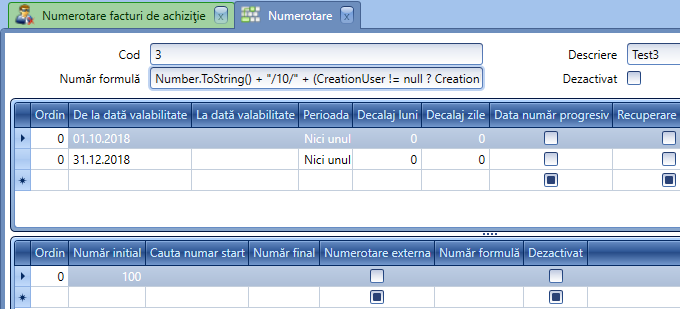 Numerotare facturi de achiziţie Numerotare
Cod 3 Descriere Test3
Număr formulă Number.ToString() + "/10/" + (CreationUser != null ? Creation Dezactivat
Ordin De la dată valabilitate La dată valabilitate Perioada Decalaj luni Decalaj zile Data număr progresiv Recuperare
0 01.10.2018 Nici unul 0 0
0 31.12.2018 Nici unul 0 0
Ordin Număr initial Cauta numar start Număr final Numerotare externa Număr formulă Dezactivat
0 100